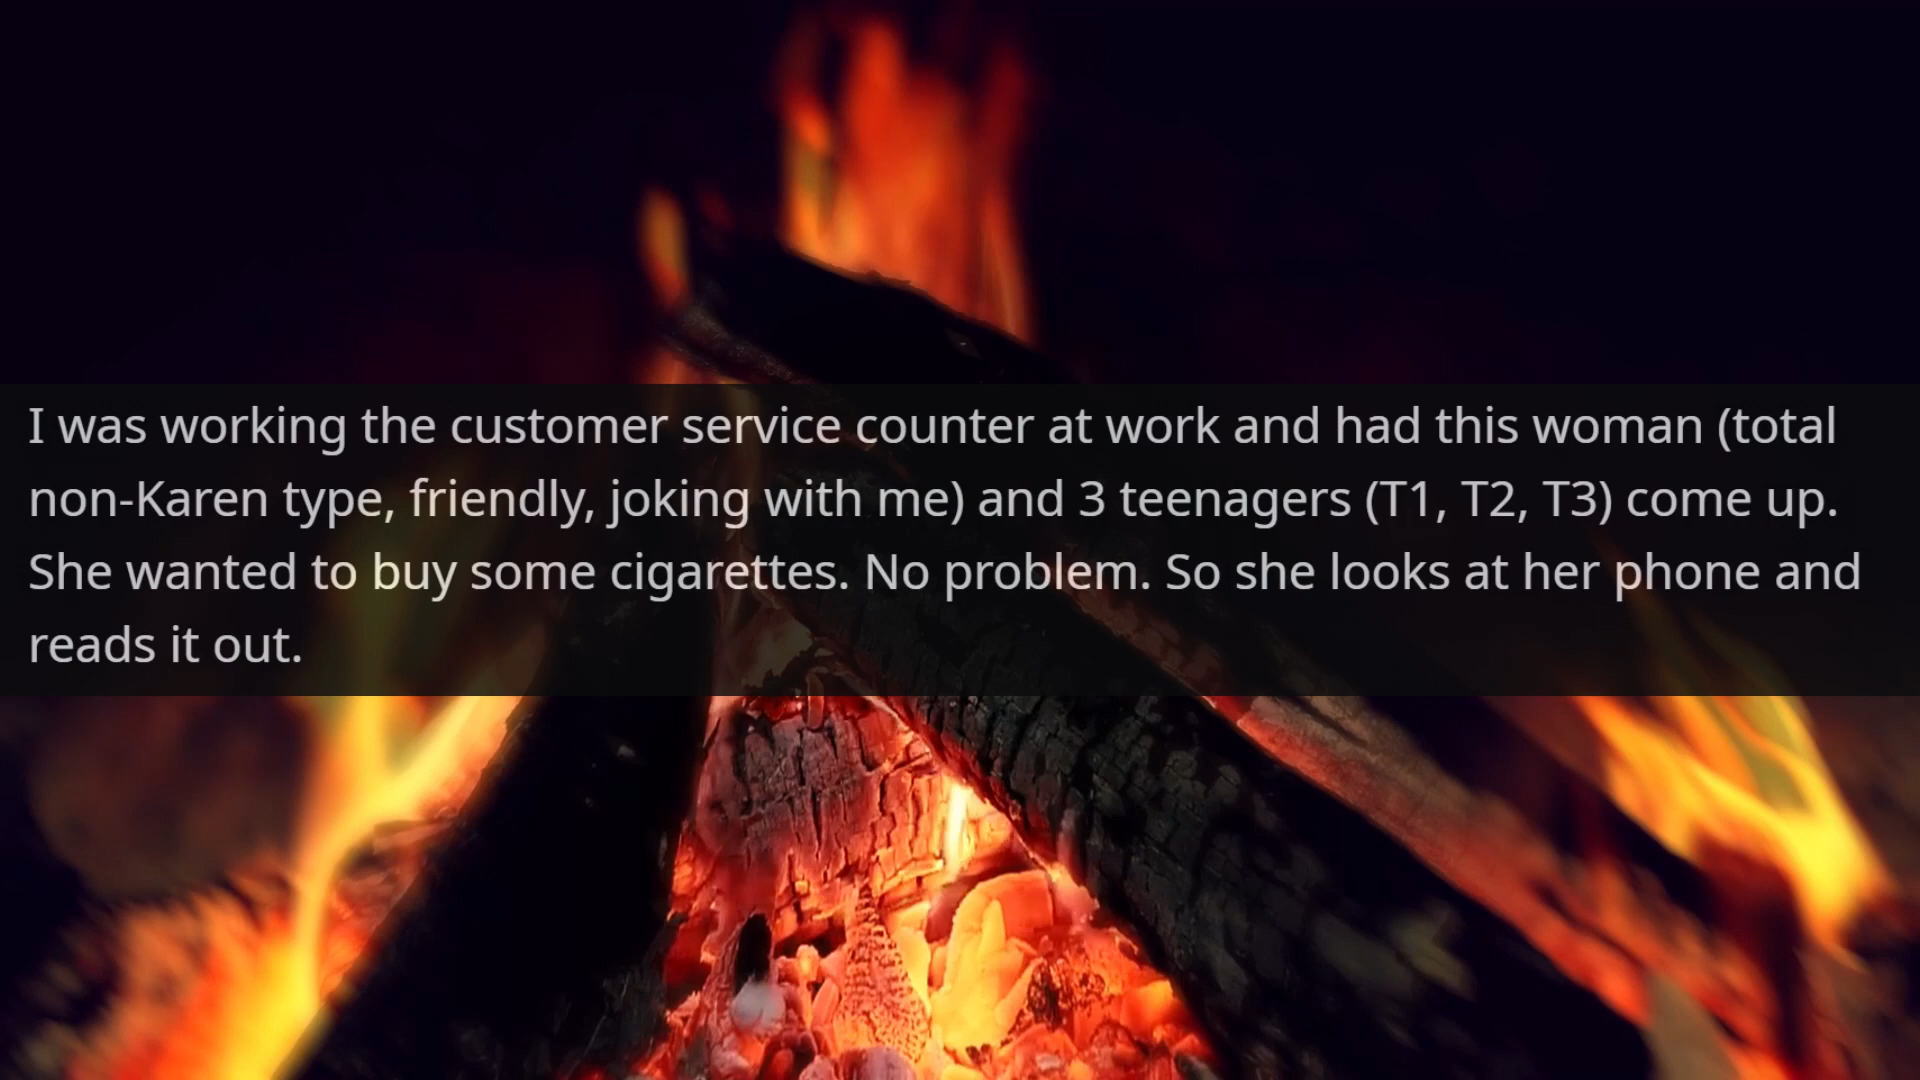 I was working the customer service counter at work and had this woman (total
non-Karen type, friendly, joking with me) and 3 teenagers (T1, T2, T3) come up.
She wanted to buy some cigarettes. No problem. So she looks at her phone and
reads it out.